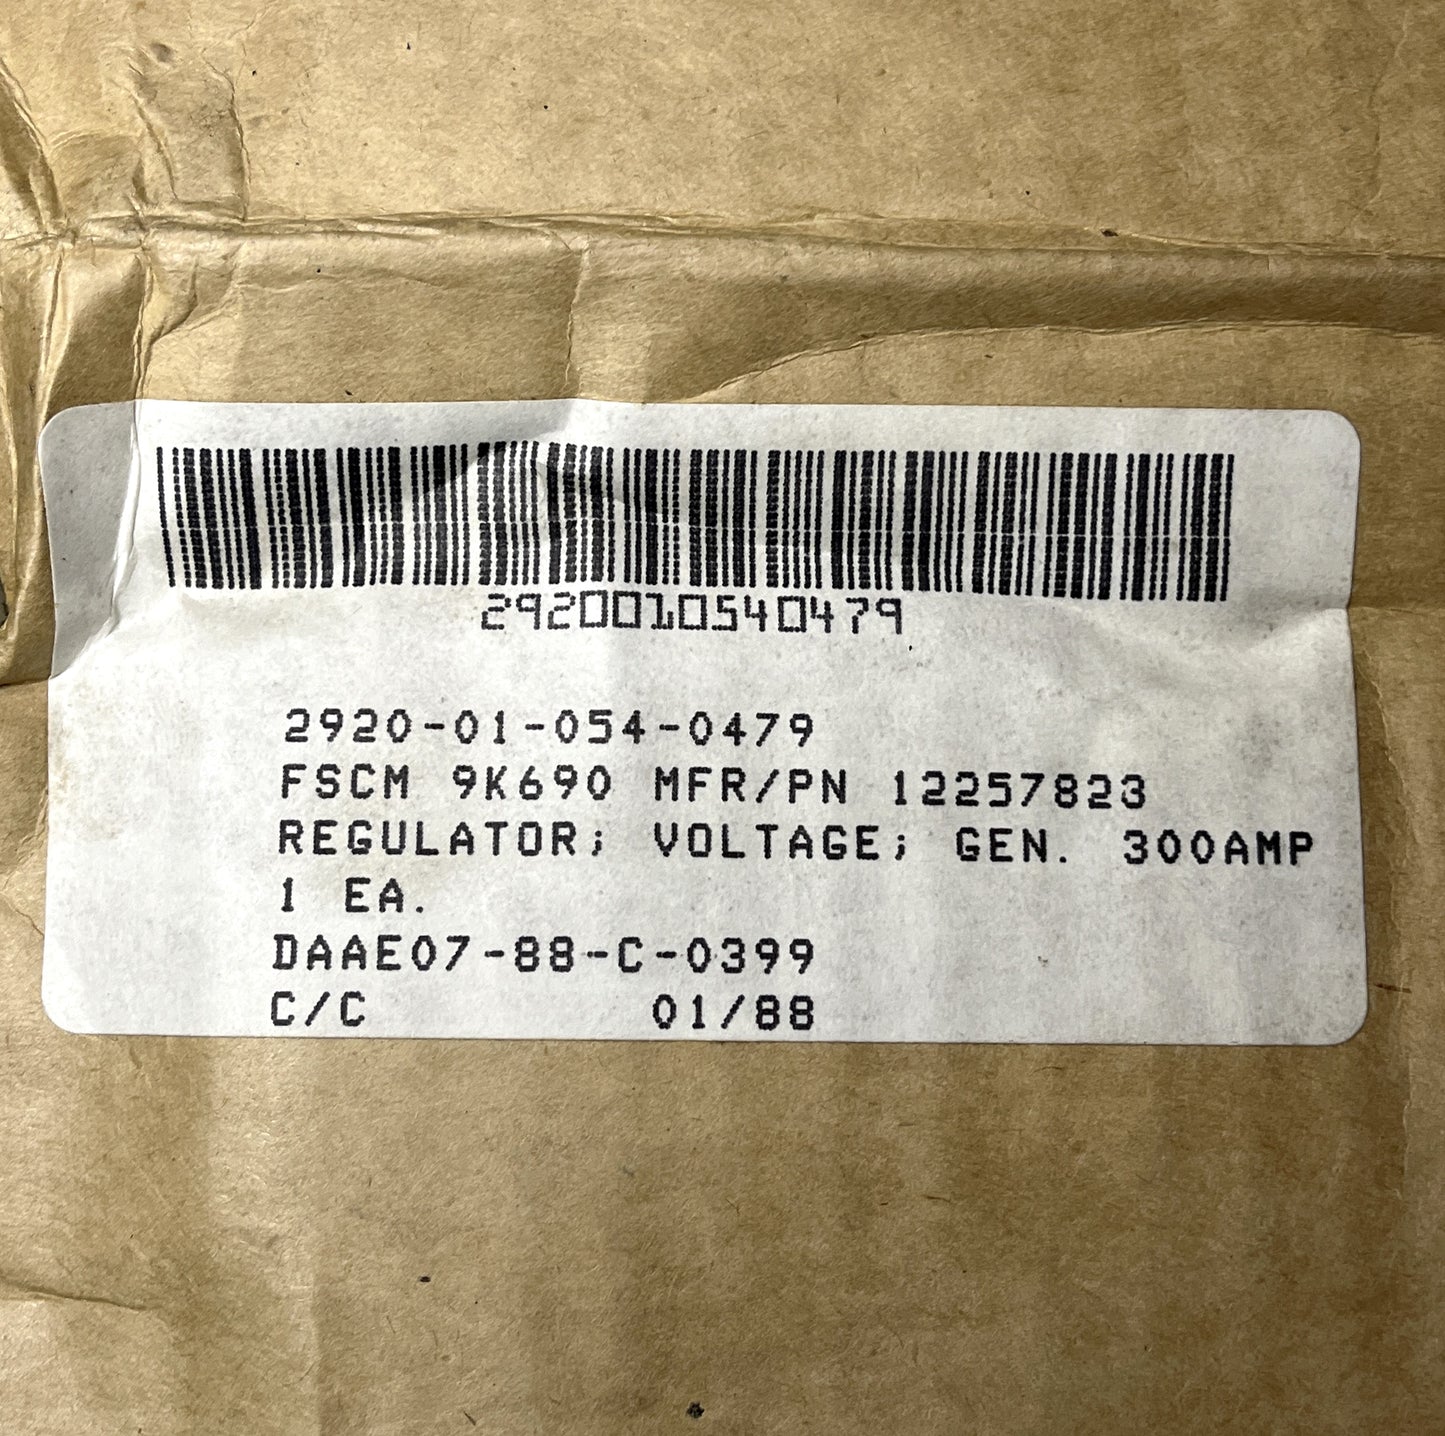 2920010540479
2920-01-054-0479
FSCM 9K690 MFR/PN 12257823
REGULATOR; VOLTAGE; GEN. 300AMP
1 EA.
DAAE07-88-C-0399
C/C 01/88